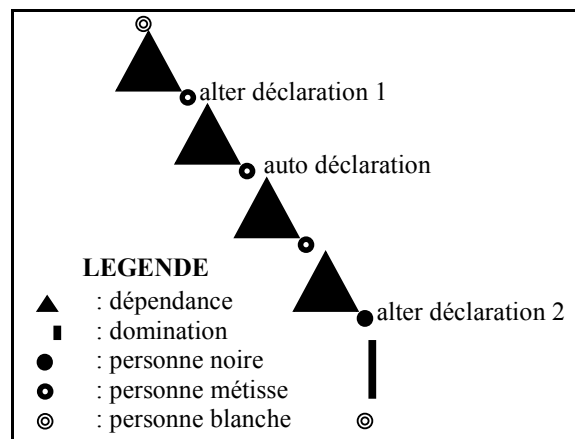 alter déclaration 1
auto déclaration
LEGENDE
: dépendance
alter déclaration 2
: domination
: personne noire
: personne métisse
: personne blanche